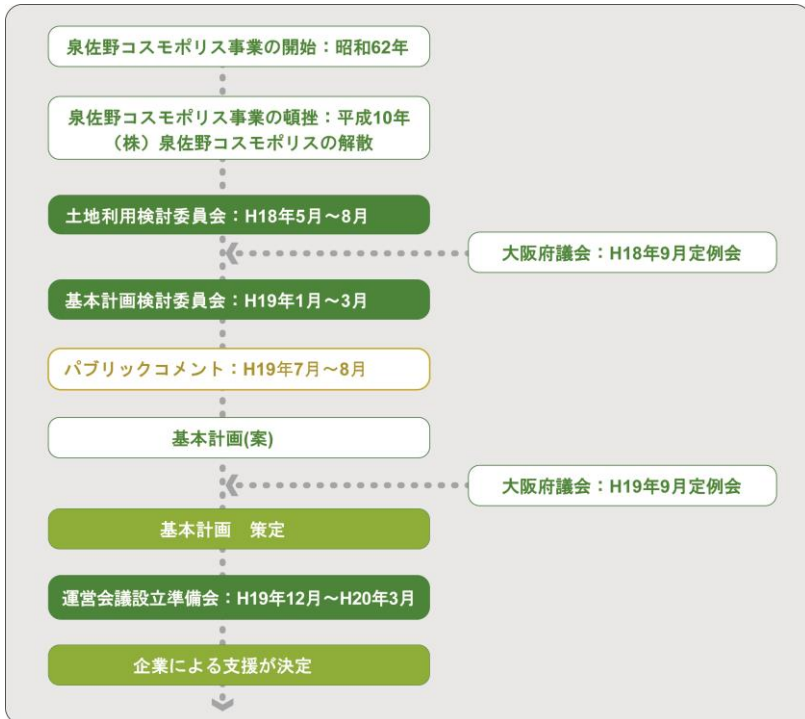 泉佐野コスモポリス事業の開始：昭和62年
泉佐野コスモポリス事業の頓挫：平成10年
（株）泉佐野コスモポリスの解散
土地利用検討委員会：H18年5月～8月
大阪府議会：H18年9月定例会
基本計画検討委員会：H19年1月～3月
パブリックコメント：H19年7月～8月
基本計画(案)
大阪府議会：H19年9月定例会
基本計画　策定
運営会議設立準備会：H19年12月～H20年3月
企業による支援が決定